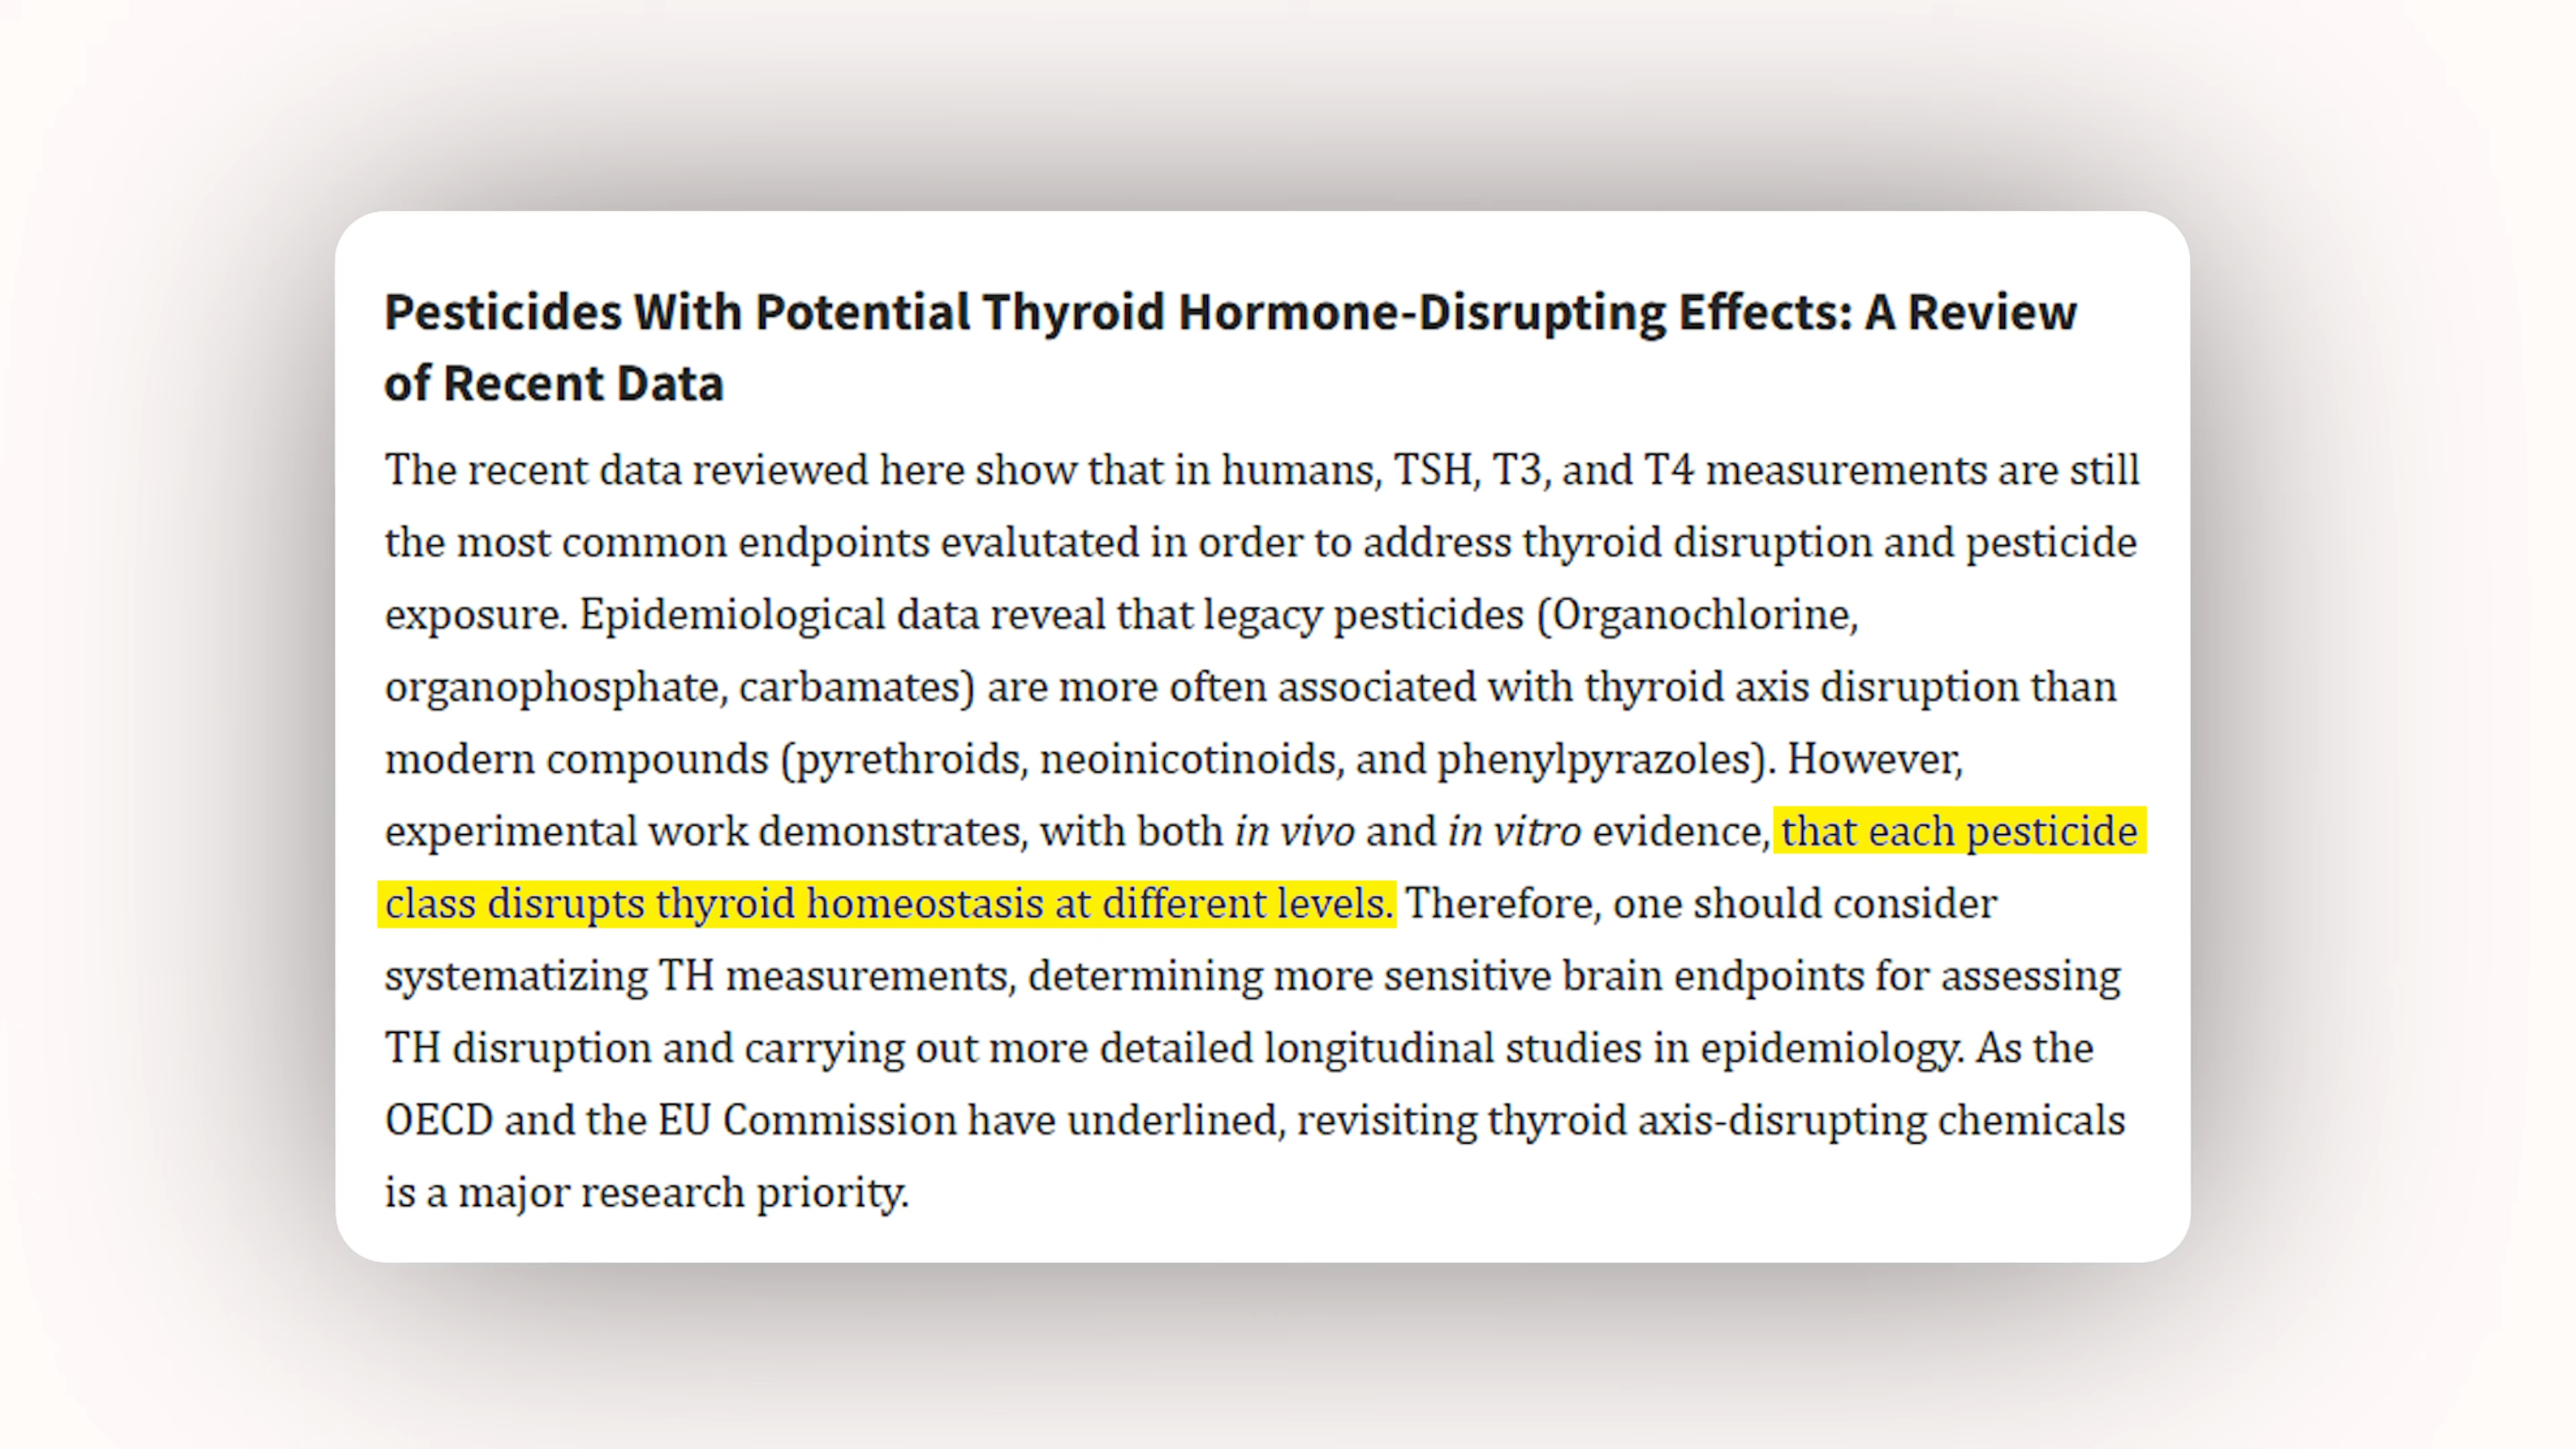 Pesticides With Potential Thyroid Hormone-Disrupting Effects: A Review
of Recent Data
The recent data reviewed here show that in humans, TSH, T3, and T4 measurements are still
the most common endpoints evalutated in order to address thyroid disruption and pesticide
exposure. Epidemiological data reveal that legacy pesticides (Organochlorine,
organophosphate, carbamates) are more often associated with thyroid axis disruption than
modern compounds (pyrethroids, neoinicotinoids, and phenylpyrazoles). However,
experimental work demonstrates, with both in vivo and in vitro evidence, that each pesticide
class disrupts thyroid homeostasis at different levels. Therefore, one should consider
systematizing TH measurements, determining more sensitive brain endpoints for assessing
TH disruption and carrying out more detailed longitudinal studies in epidemiology. As the
OECD and the EU Commission have underlined, revisiting thyroid axis-disrupting chemicals
is a major research priority.